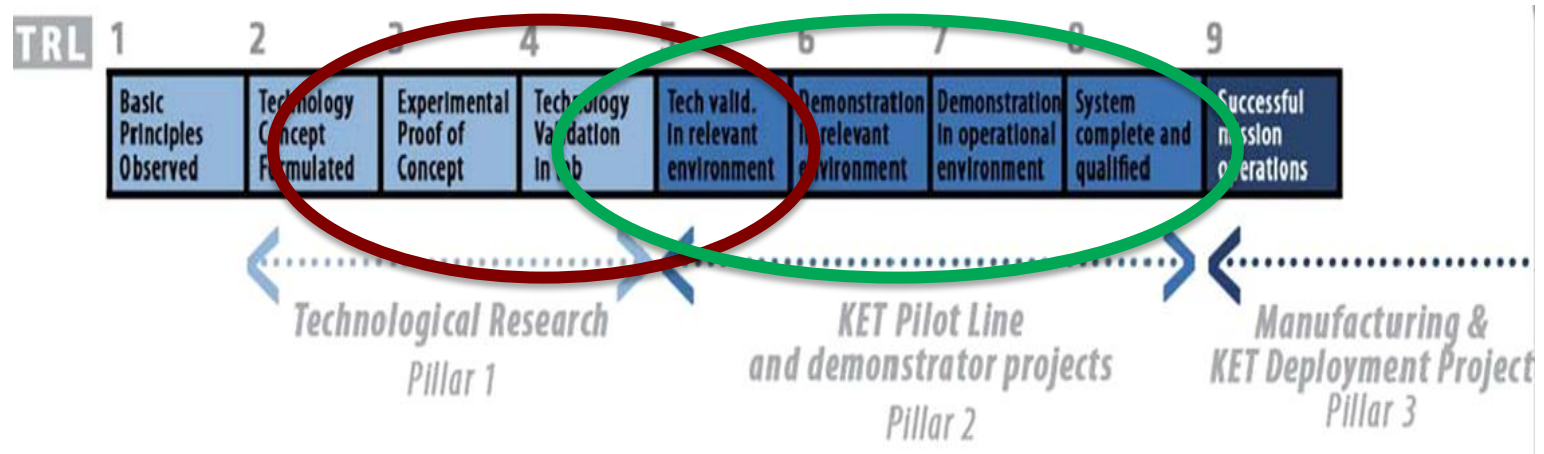 TRL 1 2 3 4 5 6 7 8 9
Basic
Principles
Observed
Technology
Concept
Formulated
Experimental
Proof of
Concept
Technology
Validation
In lab
Tech valid.
In relevant
environment
Demonstration
in relevant
environment
Demonstration
In operational
environment
System
complete and
qualified
Successful
mission
operations
Technological Research
Pillar 1
KET Pilot Line
and demonstrator projects
Pillar 2
Manufacturing &
KET Deployment Project
Pillar 3